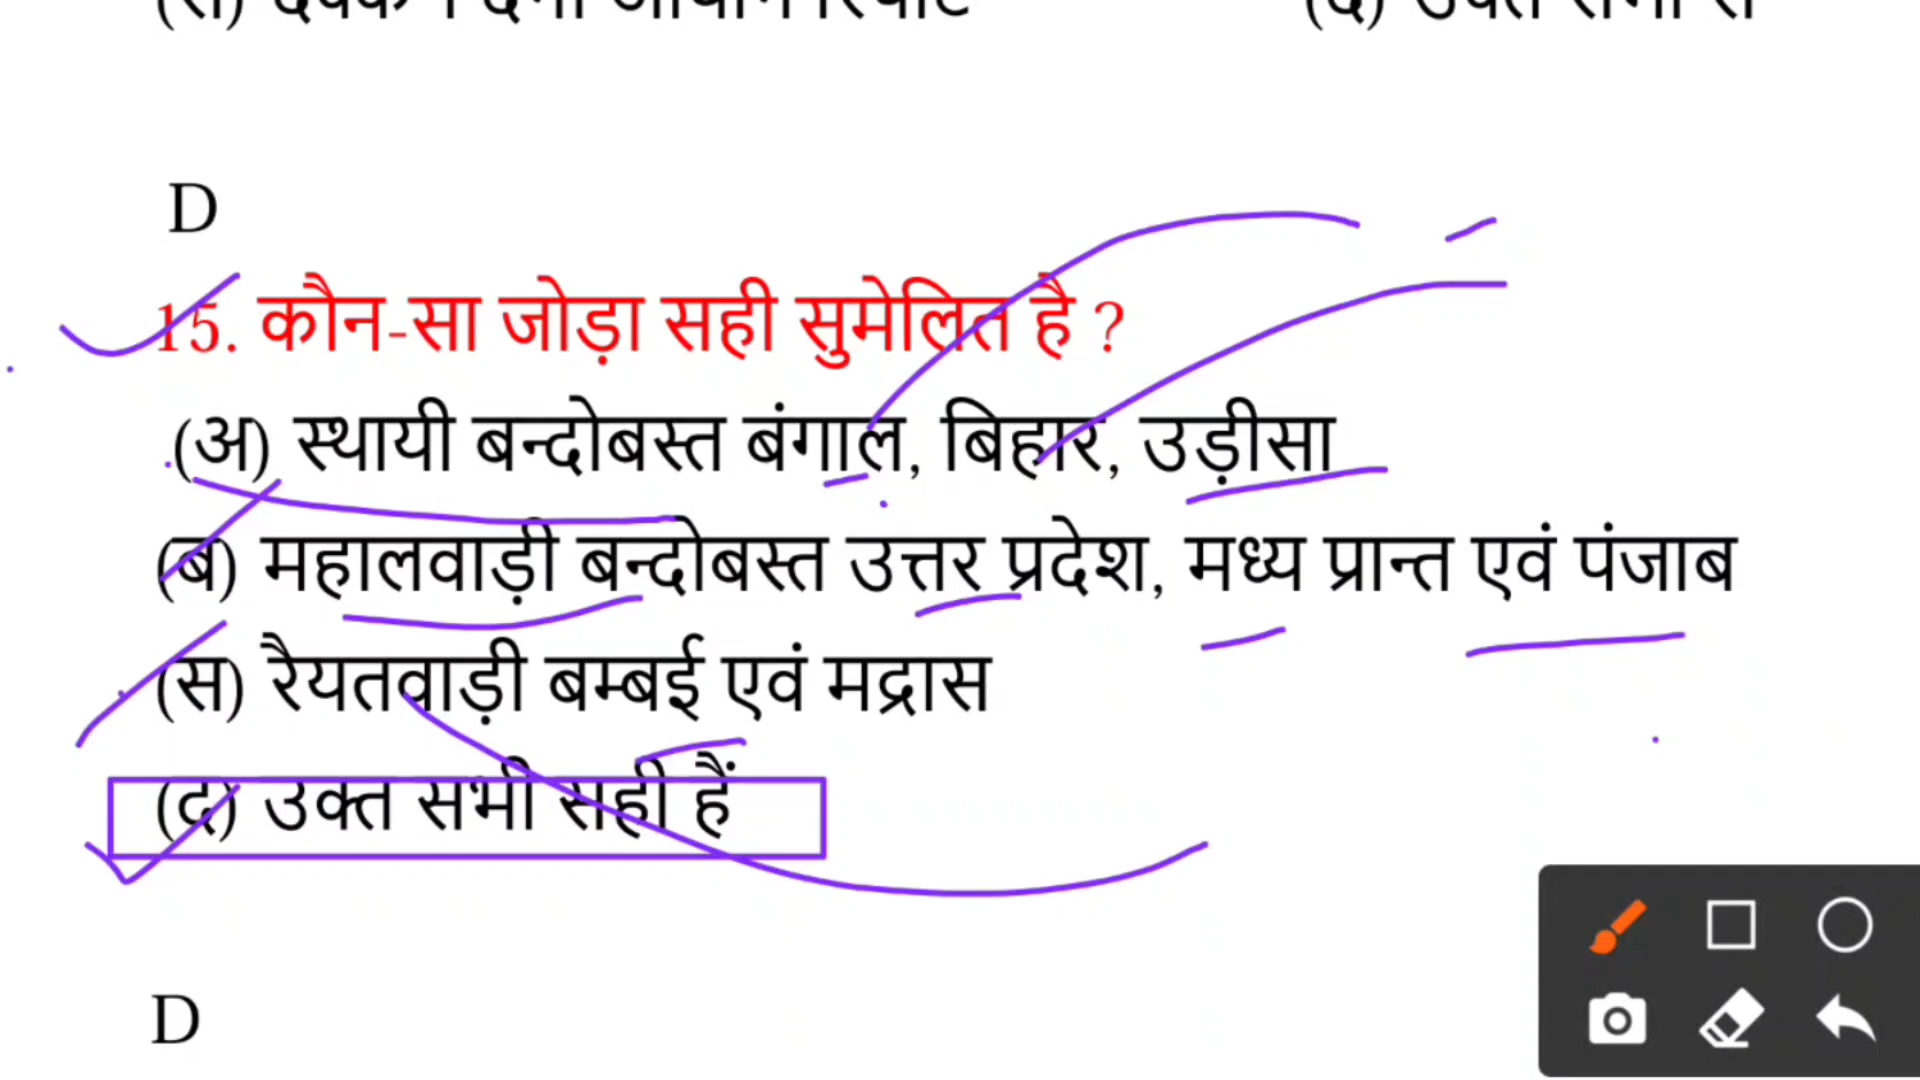 D
15. कौन-सा जोड़ा सही सुमेलित है ?
(अ) स्थायी बन्दोबस्त बंगाल, बिहार, उड़ीसा
(ब) महालवाड़ी बन्दोबस्त उत्तर प्रदेश, मध्य प्रान्त एवं पंजाब
(स) रैयतवाड़ी बम्बई एवं मद्रास
(द) उक्त सभी सही हैं
D